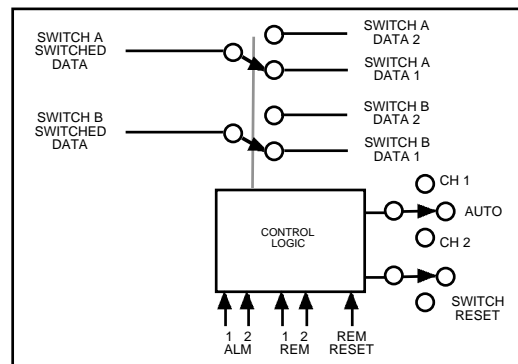 SWITCH A
SWITCHED
DATA
SWITCH A
DATA 2
SWITCH A
DATA 1
SWITCH B
SWITCHED
DATA
SWITCH B
DATA 2
SWITCH B
DATA 1
CONTROL
LOGIC
CH 1
AUTO
CH 2
SWITCH
RESET
1 2
ALM
1 2
REM
REM
RESET